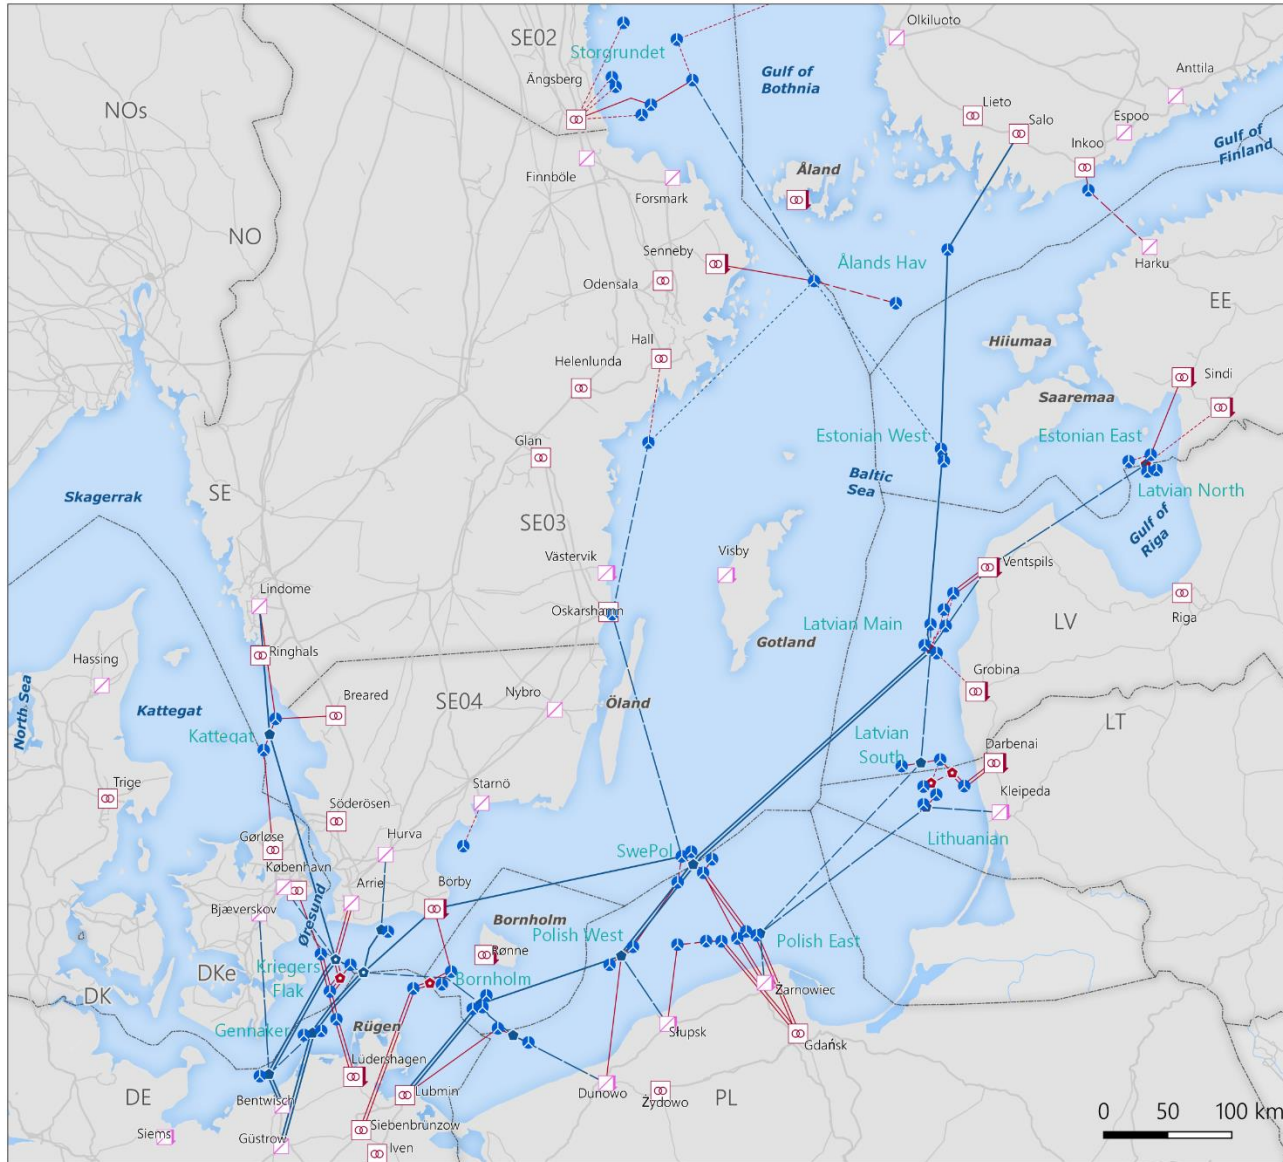 Olkiluoto
SE02
Storgrundet
Ängsberg
Gulf of
Bothnia
Anttila
NOs
Lieto
Salo
Espoo
Inkoo
Gulf of
Finland
Finnböle
Forsmark
Åland
NO
Senneby
Odensala
Ålands Hav
Harku
EE
Hall
Helenlunda
Hiiumaa
Sindi
Saaremaa
Glan
Estonian West
Estonian East
Baltic
Sea
Skagerrak
SE
Latvian North
SE03
Gulf of
Riga
Västervik
Visby
Ventspils
Lindome
Oskarshamn
Latvian Main
LV
Riga
Gotland
Hassing
Ringhals
Grobina
North Sea
Kattegat
Breared
SE04
Nybro
Öland
LT
Kattegat
Latvian
South
Darbenai
Trige
Starnö
Kleipeda
Söderösen
Gørløse
Hurva
Lithuanian
SwePol
København
Arrie
Börby
Bjæverskov
Øresund
Bornholm
Polish West
Polish East
Rønne
DKe
Kriegers
Flak
Bornholm
DK
Żarnowiec
Gennaker
Rügen
Słupsk
Gdańsk
Lüdershagen
DE
Bentwisch
Lubmin
Dunowo
Żydowo
PL
0 50 100 km
Siems
Güstrow
Siebenbrünzow
Iven